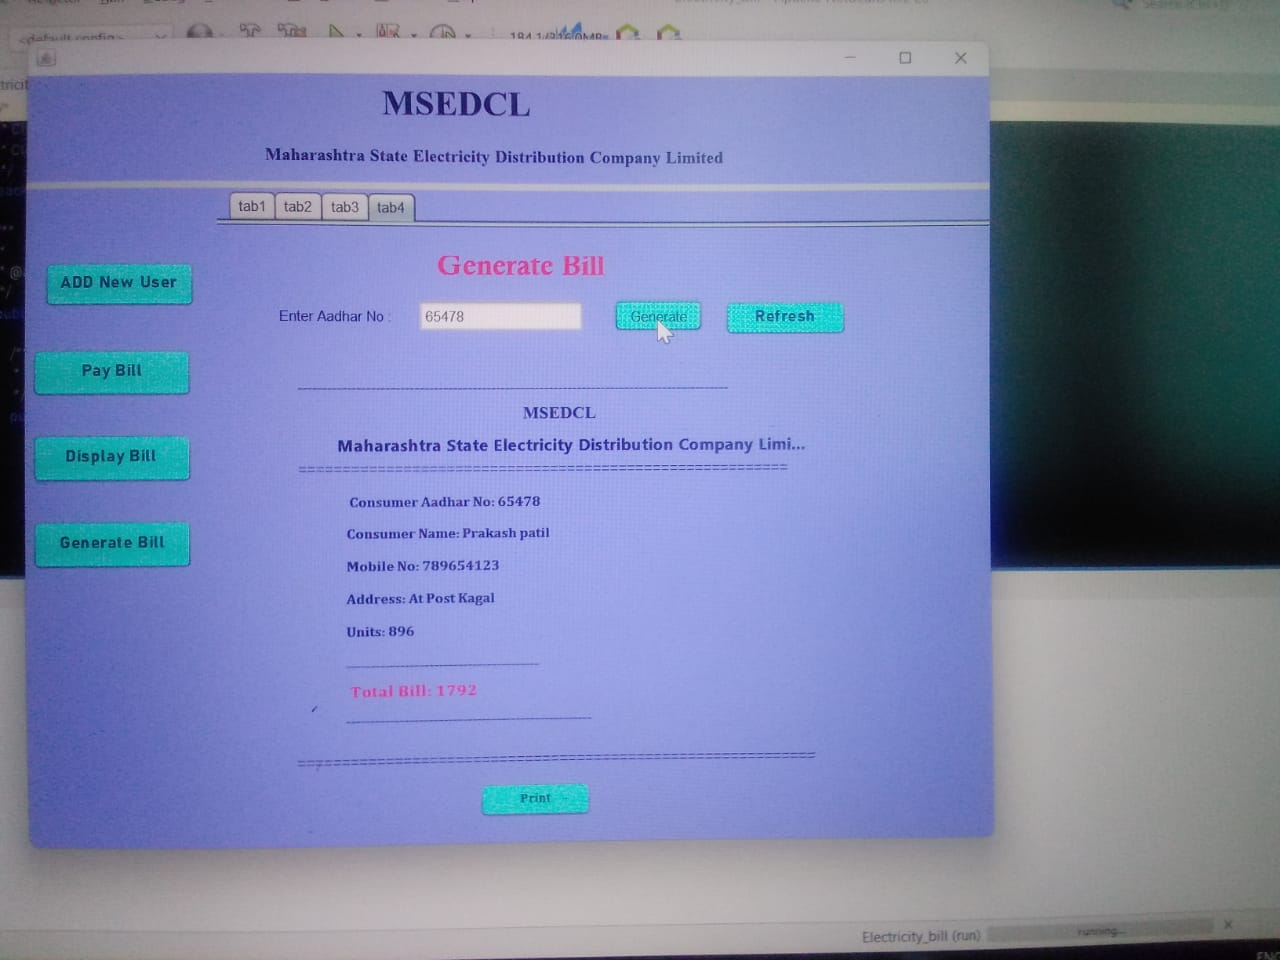 <default config>
MSEDCL
Maharashtra State Electricity Distribution Company Limited
tab1 tab2 tab3 tab4
Generate Bill
ADD New User
Enter Aadhar No : 65478 Generate Refresh
Pay Bill
MSEDCL
Maharashtra State Electricity Distribution Company Limi...
Display Bill
===========================================================
Consumer Aadhar No: 65478
Consumer Name: Prakash patil
Generate Bill
Mobile No: 789654123
Address: At Post Kagal
Units: 896
Total Bill: 1792
===========================================================
Print
Electricity_bill (run) running...